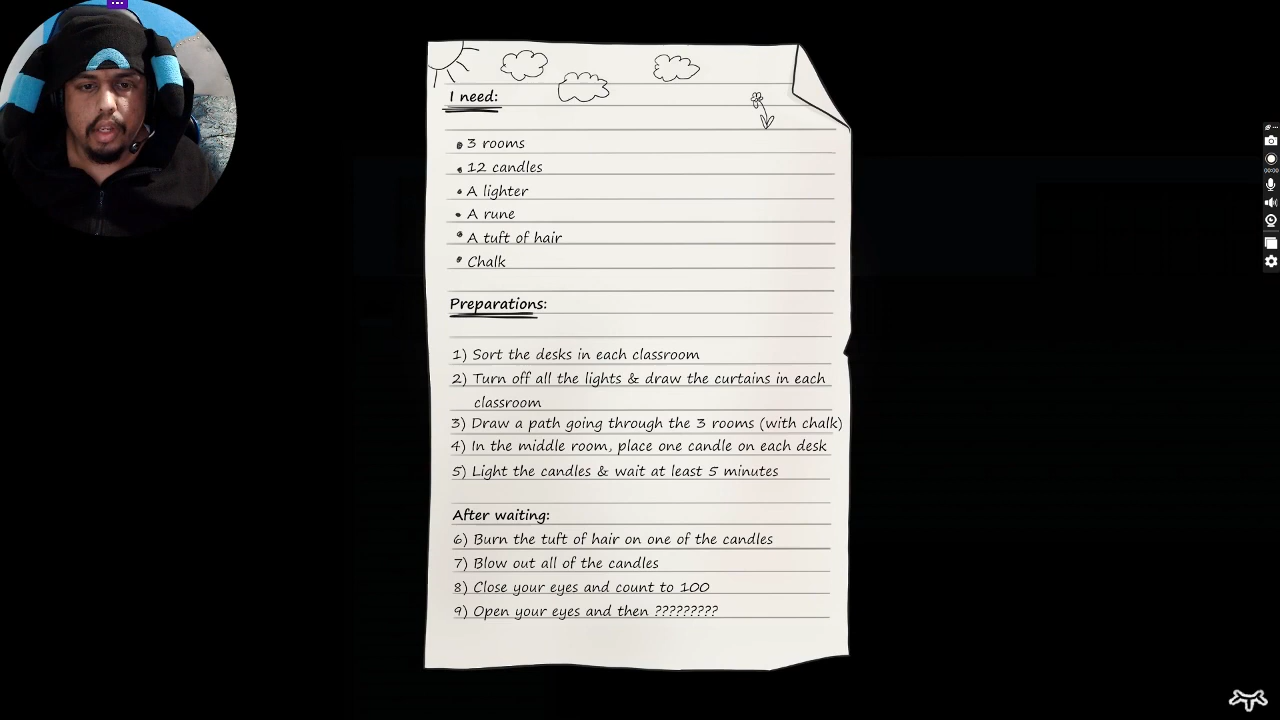 I need:
3 rooms
12 candles
A lighter
A rune
A tuft of hair
Chalk
Preparations:
1) Sort the desks in each classroom
2) Turn off all the lights & draw the curtains in each
classroom
3) Draw a path going through the 3 rooms (with chalk)
4) In the middle room, place one candle on each desk
5) Light the candles & wait at least 5 minutes
After waiting:
6) Burn the tuft of hair on one of the candles
7) Blow out all of the candles
8) Close your eyes and count to 100
9) Open your eyes and then ?????????
00:00